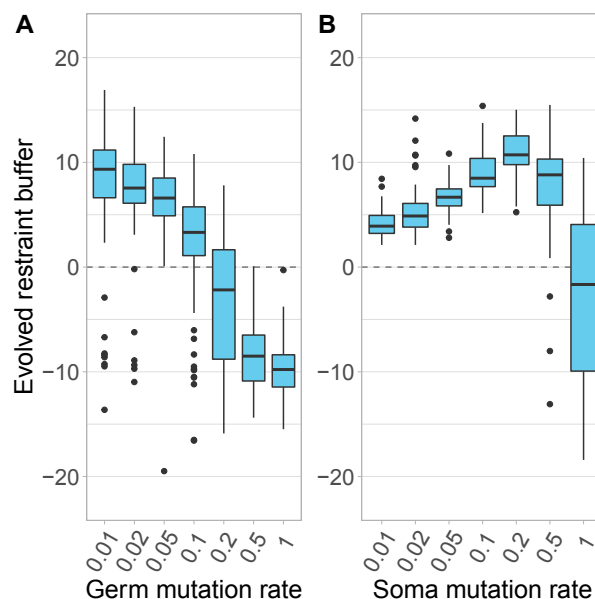 A
B
Evolved restraint buffer
20
10
0
−10
−20
20
10
0
−10
−20
0.01 0.02 0.05 0.1 0.2 0.5 1
0.01 0.02 0.05 0.1 0.2 0.5 1
Germ mutation rate
Soma mutation rate